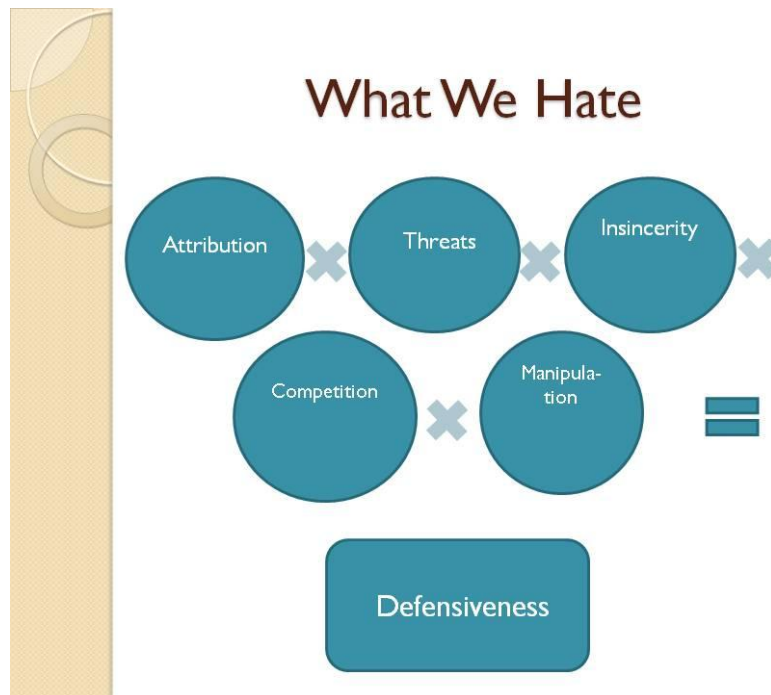 What We Hate
Attribution
Threats
Insincerity
Competition
Manipula-
tion
Defensiveness